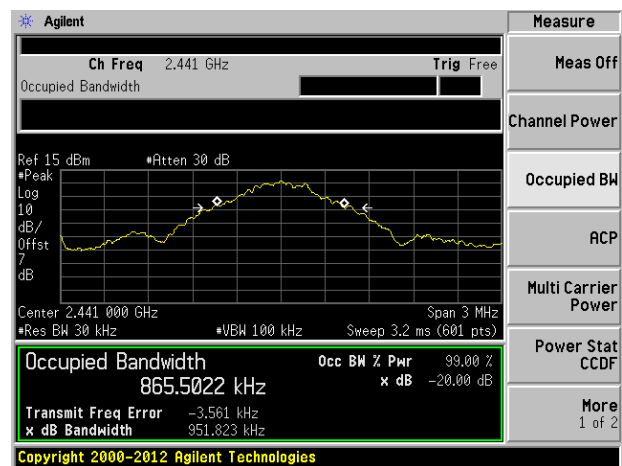 Agilent
Measure
Ch Freq 2.441 GHz Trig Free
Occupied Bandwidth
Meas Off
Channel Power
Occupied BW
ACP
Multi Carrier
Power
Power Stat
CCDF
More
1 of 2
Ref 15 dBm #Atten 30 dB
#Peak
Log
10
dB/
Offst
7
dB
Center 2.441 000 GHz Span 3 MHz
#Res BW 30 kHz #VBW 100 kHz Sweep 3.2 ms (601 pts)
Occupied Bandwidth Occ BW % Pwr 99.00 %
865.5022 kHz x dB -20.00 dB
Transmit Freq Error -3.561 kHz
x dB Bandwidth 951.823 kHz
Copyright 2000-2012 Agilent Technologies